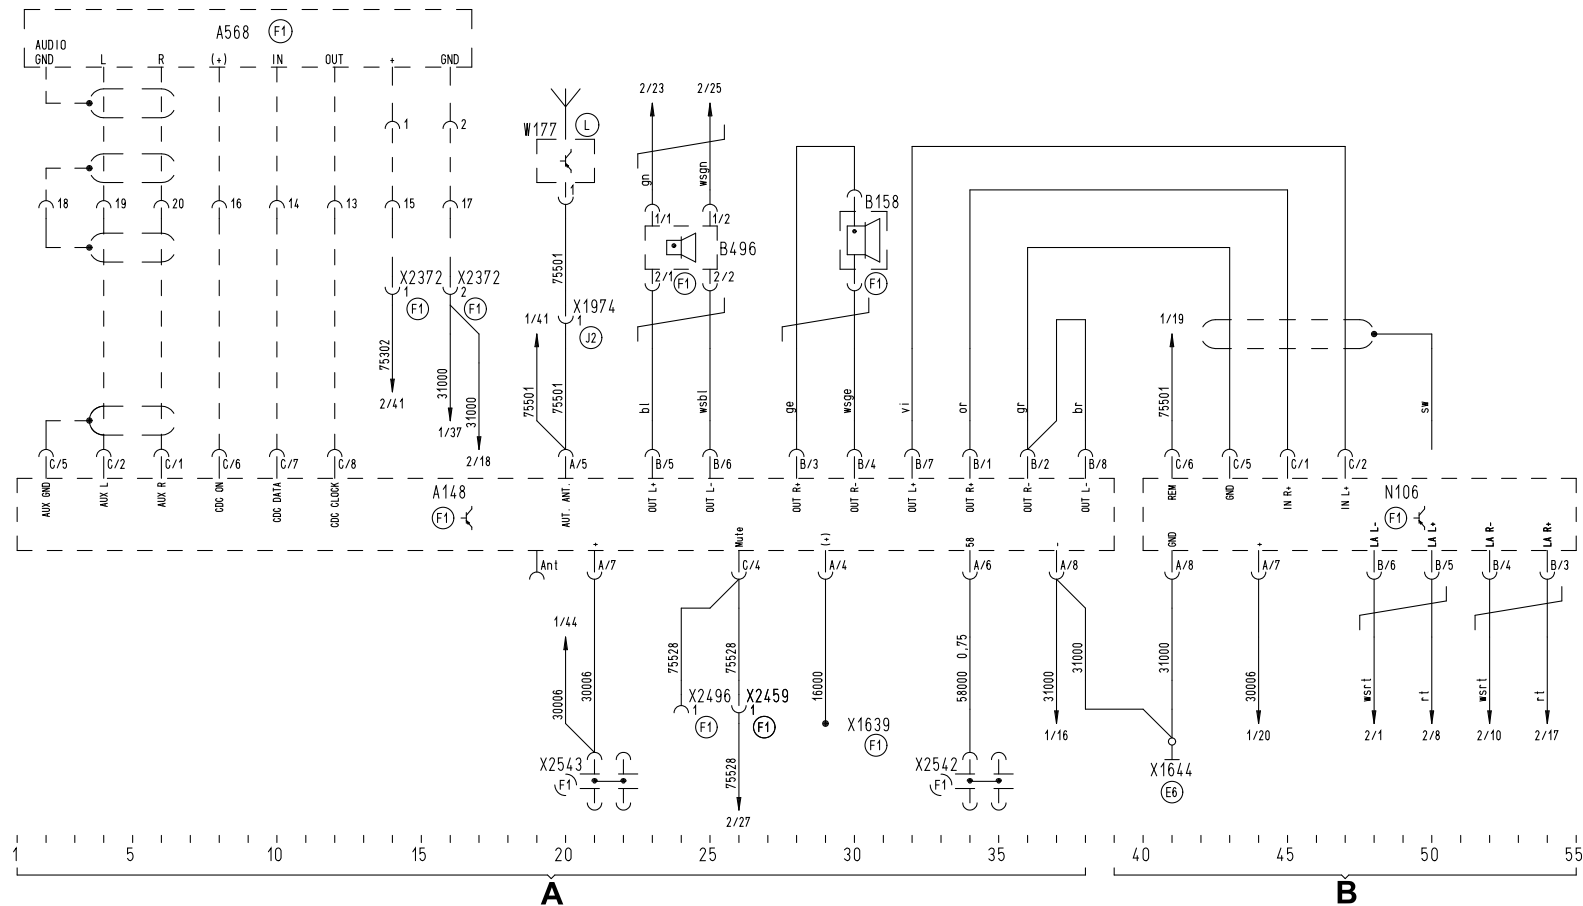 A568 F1
AUDIO
GND L R (+) IN OUT + GND
2/23 2/25
1 2
W177 L
gn wsgn
1
B158
18 19 20 16 14 13 15 17
1/1 1/2
B496
75501
2/1 F1 2/2
F1
X2372 X2372
1 2
F1 F1
X1974
1
J2
1/41
1/19
75302
31000
31000
75501
75501
bl
wsbl
ge
wsge
vi
or
gr
br
75501
sw
2/41
1/37
2/18
C/5 C/2 C/1 C/6 C/7 C/8 A/5 B/5 B/6 B/3 B/4 B/7 B/1 B/2 B/8 C/6 C/5 C/1 C/2
AUX GND
AUX L
AUX R
CDC ON
CDC DATA
CDC CLOCK
A148
F1
AUT. ANT.
OUT L+
OUT L-
OUT R+
OUT R-
OUT L+
OUT R+
OUT R-
OUT L-
REM
GND
IN R+
IN L+
N106
F1
+
Mute
(+)
58
-
GND
+
LA L-
LA L+
LA R-
LA R+
Ant A/7 C/4 A/4 A/6 A/8 A/8 A/7 B/6 B/5 B/4 B/3
1/44
30006
30006
75528
75528
16000
58000 0,75
31000
31000
31000
30006
wsrt
rt
wsrt
rt
X2496 X2459
1 1
F1 F1
X1639
F1
1/16 1/20 2/1 2/8 2/10 2/17
X2543
F1
75528
X2542
F1
X1644
E6
2/27
1 5 10 15 20 25 30 35 40 45 50 55
A B